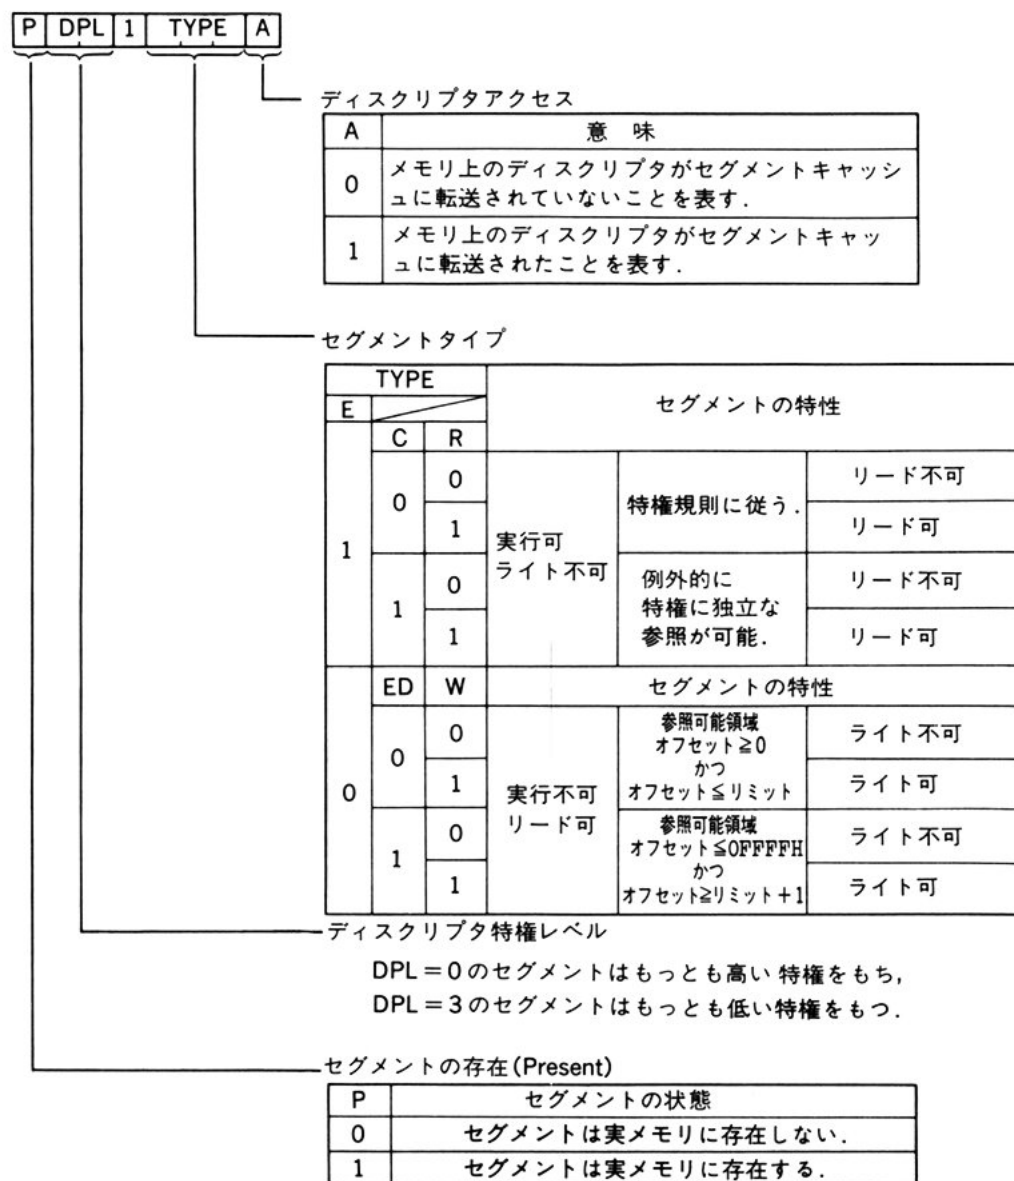 P DPL 1 TYPE A
ディスクリプタアクセス
A 意 味
0 メモリ上のディスクリプタがセグメントキャッシ
ュに転送されていないことを表す.
1 メモリ上のディスクリプタがセグメントキャッ
ュに転送されたことを表す.
セグメントタイプ
TYPE
E セグメントの特性
C R
1 実行可
ライト不可
0 特権規則に従う.
0 リード不可
1 リード可
1 例外的に
特権に独立な
参照が可能.
0 リード不可
1 リード可
ED W セグメントの特性
0 実行不可
リード可
0 参照可能領域
オフセット≧0
かつ
オフセット≦リミット
0 ライト不可
1 ライト可
1 参照可能領域
オフセット≦0FFFFH
かつ
オフセット≧リミット+1
0 ライト不可
1 ライト可
ディスクリプタ特権レベル
DPL=0のセグメントはもっとも高い特権をもち,
DPL=3のセグメントはもっとも低い特権をもつ.
セグメントの存在(Present)
P セグメントの状態
0 セグメントは実メモリに存在しない.
1 セグメントは実メモリに存在する.